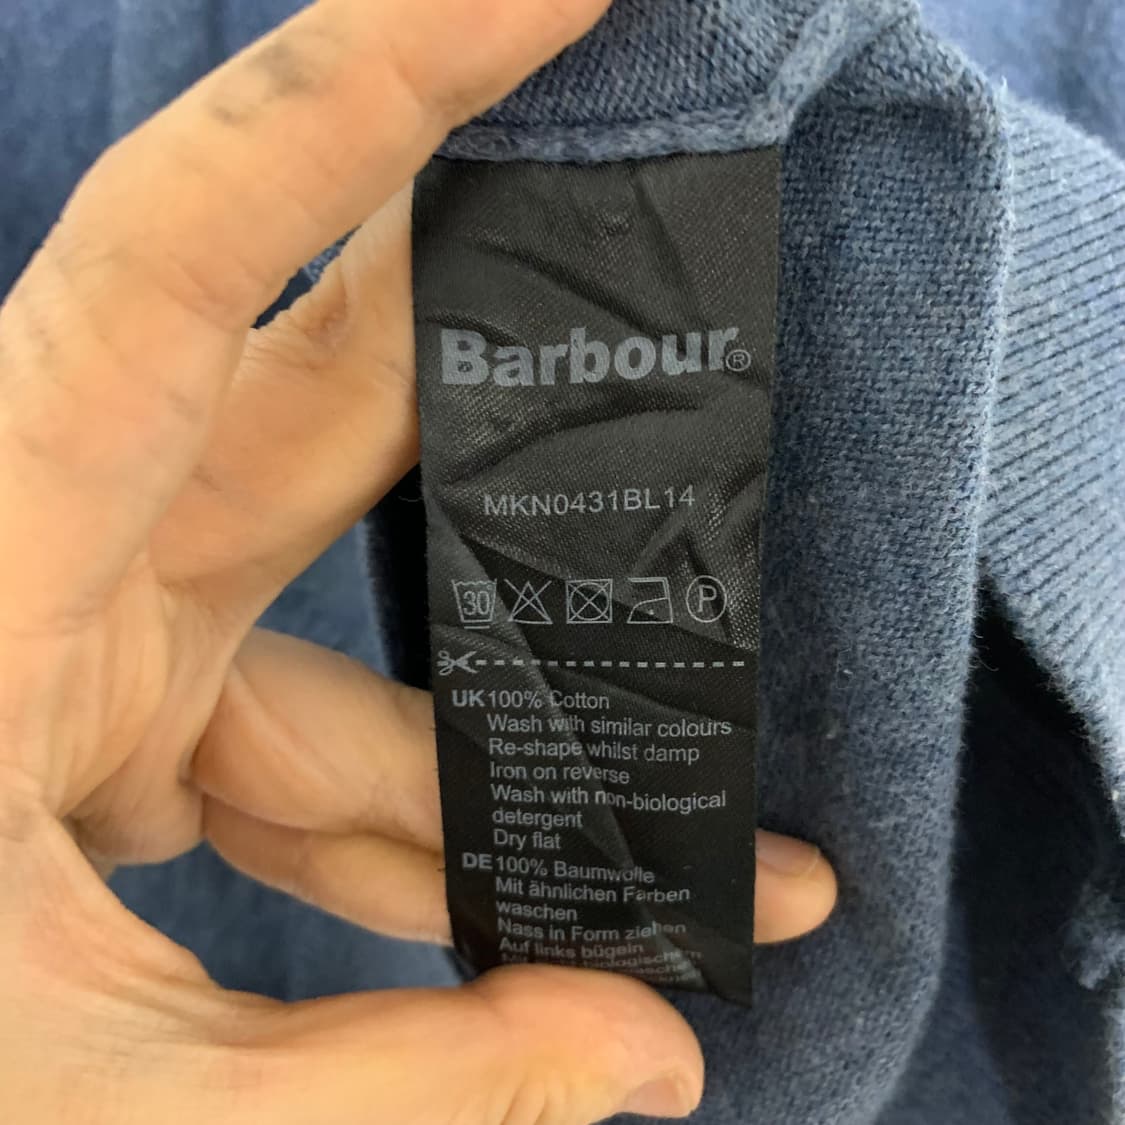 Barbour®
MKN0431BL14
30
P
UK 100% Cotton
Wash with similar colours
Re-shape whilst damp
Iron on reverse
Wash with non-biological
detergent
Dry flat
DE 100% Baumwolle
Mit ähnlichen Farben
waschen
Nass in Form ziehen
Auf links bügeln